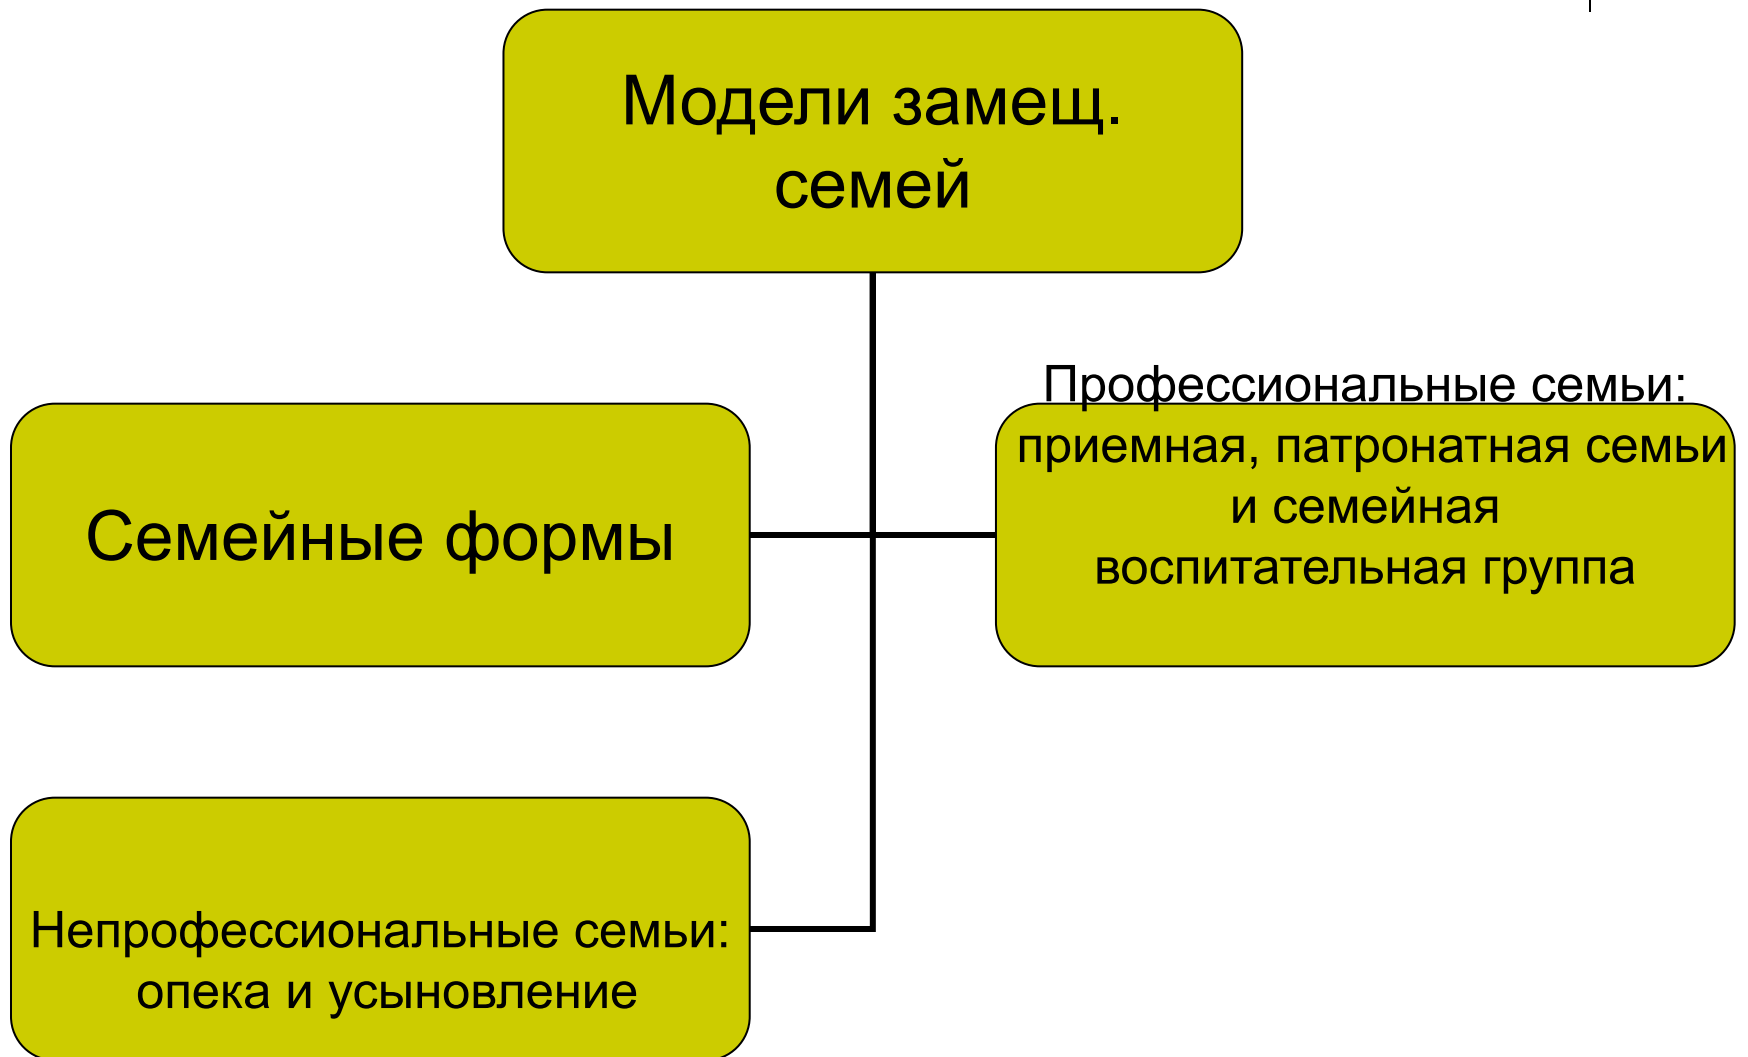 Модели замещ.
семей
Семейные формы
Профессиональные семьи:
приемная, патронатная семьи
и семейная
воспитательная группа
Непрофессиональные семьи:
опека и усыновление